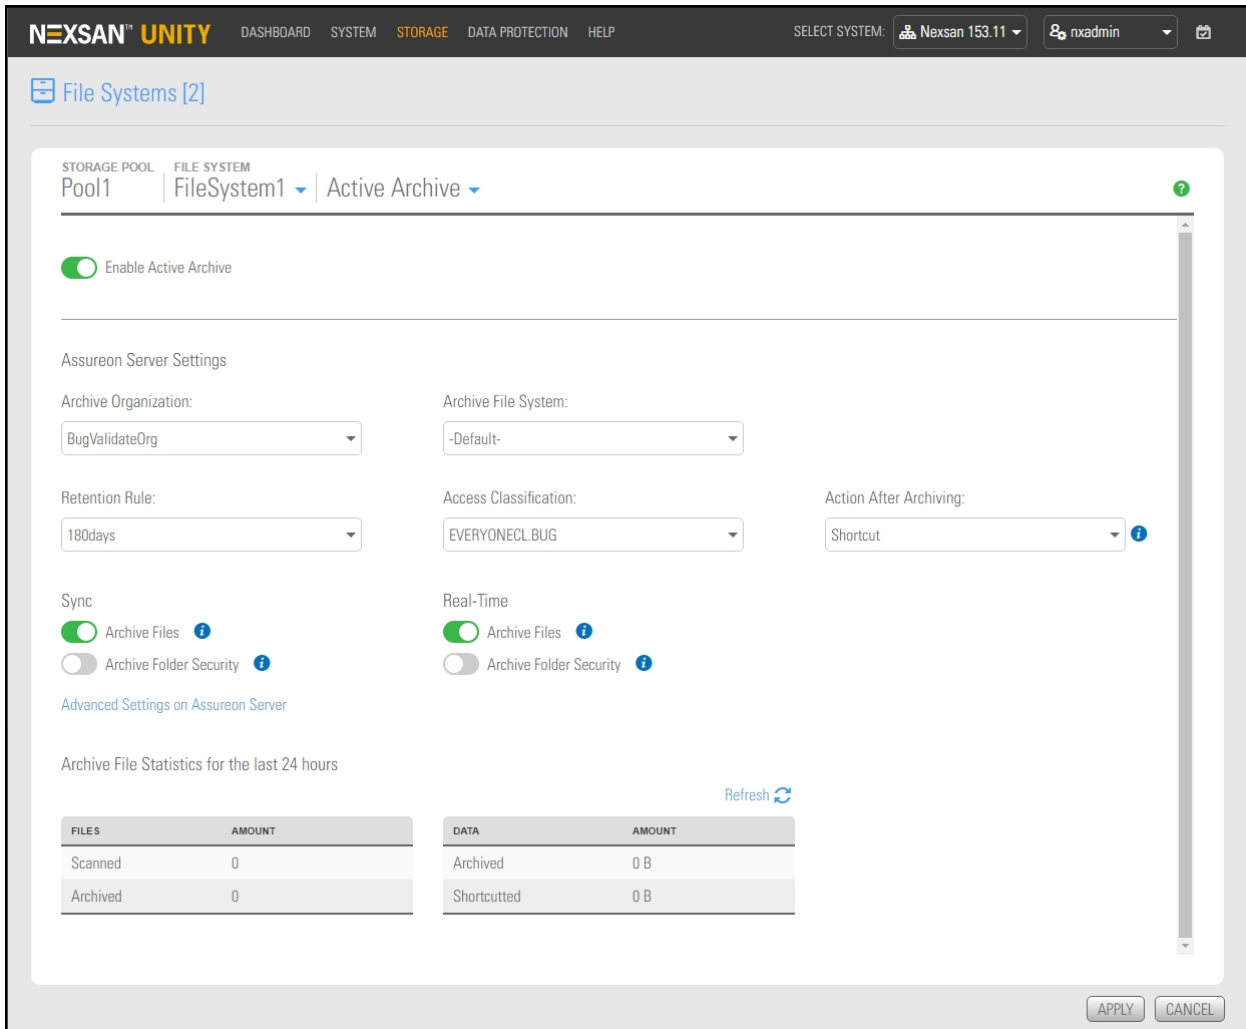 NEXSAN™ UNITY DASHBOARD SYSTEM STORAGE DATA PROTECTION HELP SELECT SYSTEM: Nexsan 153.11 nxadmin
File Systems [2]
STORAGE POOL FILE SYSTEM
Pool1 FileSystem1 Active Archive
?
Enable Active Archive
Assureon Server Settings
Archive Organization: Archive File System:
BugValidateOrg -Default-
Retention Rule: Access Classification: Action After Archiving:
180days EVERYONECL.BUG Shortcut i
Sync Real-Time
Archive Files i Archive Files i
Archive Folder Security i Archive Folder Security i
Advanced Settings on Assureon Server
Archive File Statistics for the last 24 hours
Refresh
FILES AMOUNT DATA AMOUNT
Scanned 0 Archived 0 B
Archived 0 Shortcutted 0 B
APPLY CANCEL